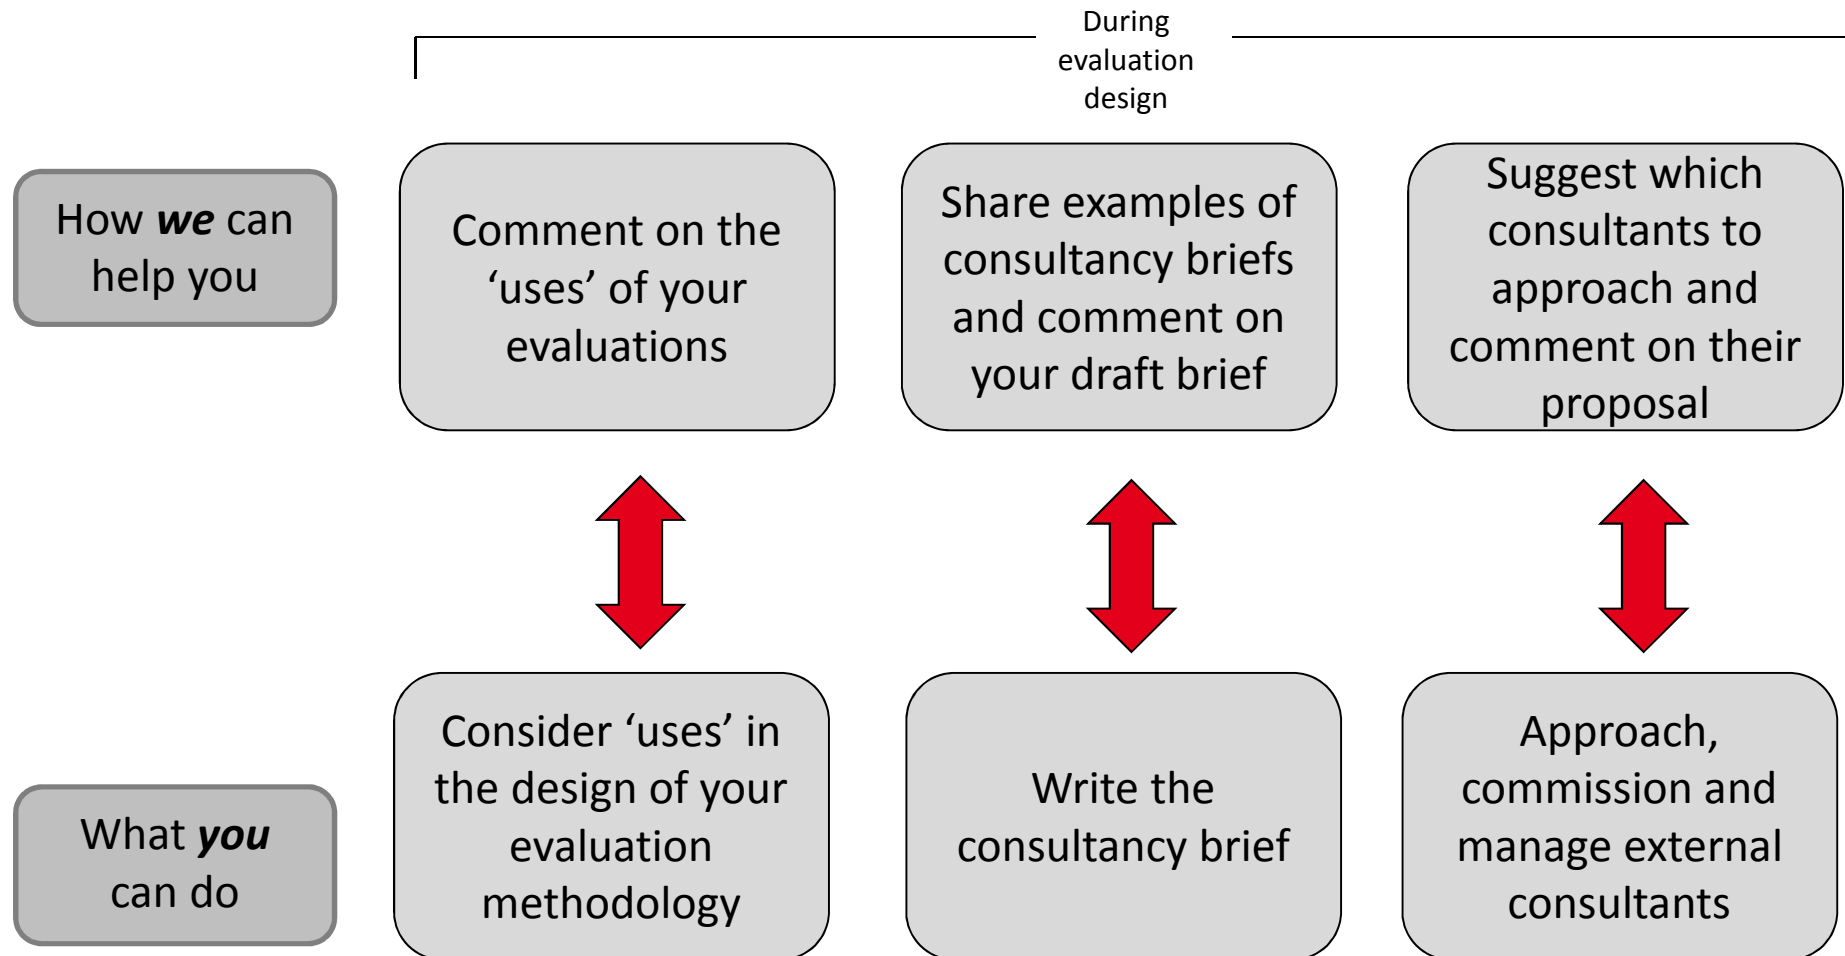 During
evaluation
design
How we can
help you
Comment on the
‘uses’ of your
evaluations
Share examples of
consultancy briefs
and comment on
your draft brief
Suggest which
consultants to
approach and
comment on their
proposal
What you
can do
Consider ‘uses’ in
the design of your
evaluation
methodology
Write the
consultancy brief
Approach,
commission and
manage external
consultants